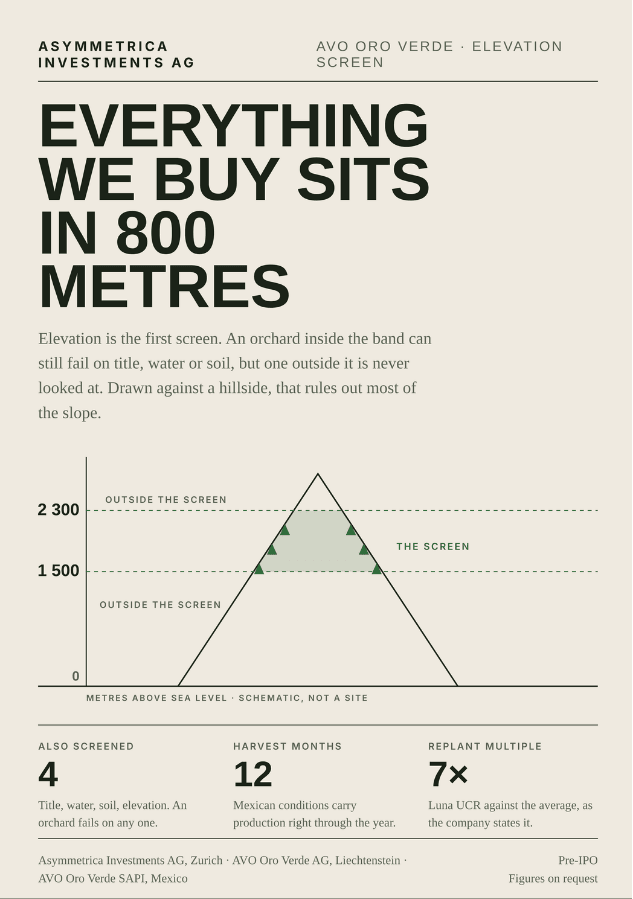 ASYMMETRICA
INVESTMENTS AG
AVO ORO VERDE · ELEVATION
SCREEN
EVERYTHING
WE BUY SITS
IN 800
METRES
Elevation is the first screen. An orchard inside the band can
still fail on title, water or soil, but one outside it is never
looked at. Drawn against a hillside, that rules out most of
the slope.
OUTSIDE THE SCREEN
2 300
THE SCREEN
1 500
OUTSIDE THE SCREEN
0
METRES ABOVE SEA LEVEL · SCHEMATIC, NOT A SITE
ALSO SCREENED
4
Title, water, soil, elevation. An
orchard fails on any one.
HARVEST MONTHS
12
Mexican conditions carry
production right through the year.
REPLANT MULTIPLE
7×
Luna UCR against the average, as
the company states it.
Asymmetrica Investments AG, Zurich · AVO Oro Verde AG, Liechtenstein ·
AVO Oro Verde SAPI, Mexico
Pre-IPO
Figures on request